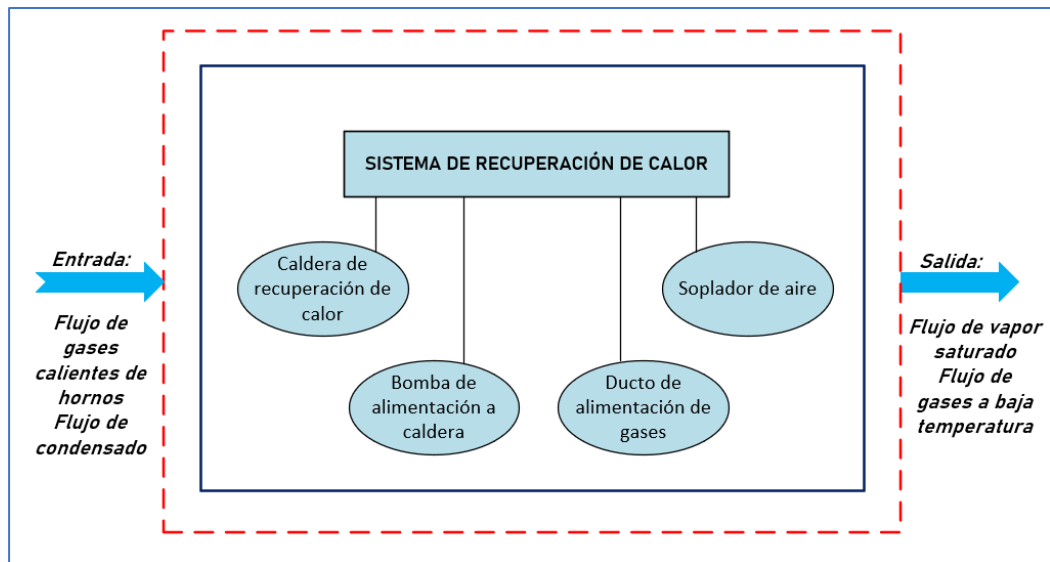 SISTEMA DE RECUPERACIÓN DE CALOR
Entrada:
Flujo de
gases
calientes de
hornos
Flujo de
condensado
Caldera de
recuperación de
calor
Bomba de
alimentación a
caldera
Ducto de
alimentación de
gases
Soplador de aire
Salida:
Flujo de vapor
saturado
Flujo de
gases a baja
temperatura